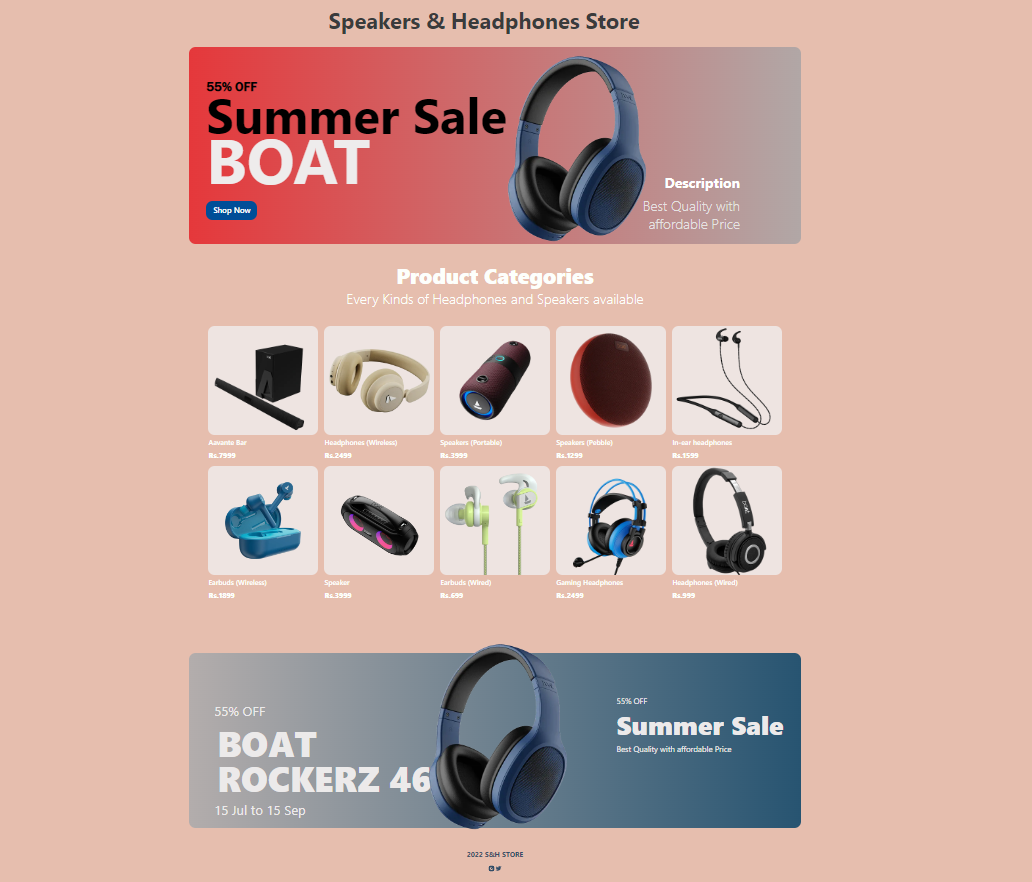 Speakers & Headphones Store
55% OFF
Summer Sale
BOAT
Shop Now
Description
Best Quality with
affordable Price
Product Categories
Every Kinds of Headphones and Speakers available
Aavante Bar
Rs.7999
Headphones (Wireless)
Rs.2499
Speakers (Portable)
Rs.3999
Speakers (Pebble)
Rs.1299
In-ear headphones
Rs.1599
Earbuds (Wireless)
Rs.1899
Speaker
Rs.3999
Earbuds (Wired)
Rs.699
Gaming Headphones
Rs.2499
Headphones (Wired)
Rs.999
55% OFF
BOAT
ROCKERZ 46
15 Jul to 15 Sep
55% OFF
Summer Sale
Best Quality with affordable Price
2022 S&H STORE